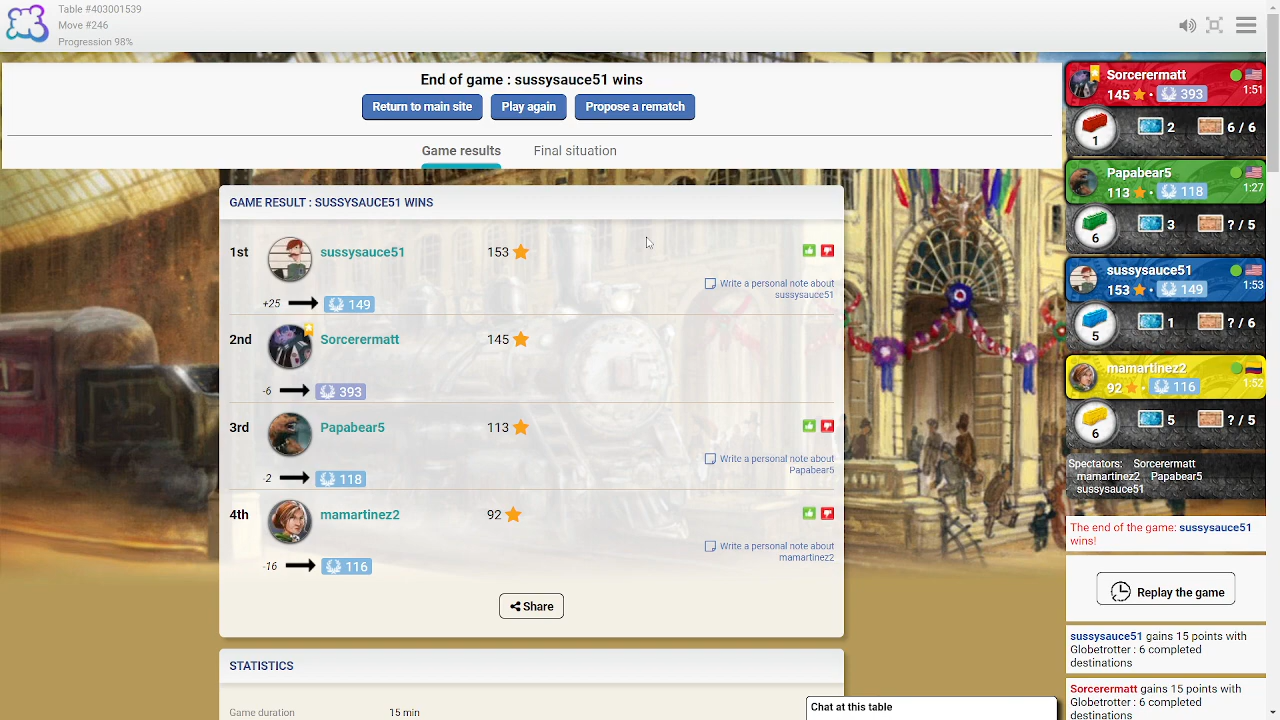 Table #403001539
Move #246
Progression 98%
End of game : sussysauce51 wins
Return to main site
Play again
Propose a rematch
Game results
Final situation
GAME RESULT : SUSSYSAUCE51 WINS
1st
sussysauce51
153
Write a personal note about
sussysauce51
+25
149
2nd
Sorcerermatt
145
-6
393
3rd
Papabear5
113
Write a personal note about
Papabear5
-2
118
4th
mamartinez2
92
Write a personal note about
mamartinez2
-16
116
Share
STATISTICS
Game duration
15 min
Chat at this table
Sorcerermatt
145 • 393
1:51
1
2
6 / 6
Papabear5
113 • 118
1:27
6
3
? / 5
sussysauce51
153 • 149
1:53
5
1
? / 6
mamartinez2
92 • 116
1:52
6
5
? / 5
Spectators: Sorcerermatt
mamartinez2 Papabear5
sussysauce51
The end of the game: sussysauce51
wins!
Replay the game
sussysauce51 gains 15 points with
Globetrotter : 6 completed
destinations
Sorcerermatt gains 15 points with
Globetrotter : 6 completed
destinations